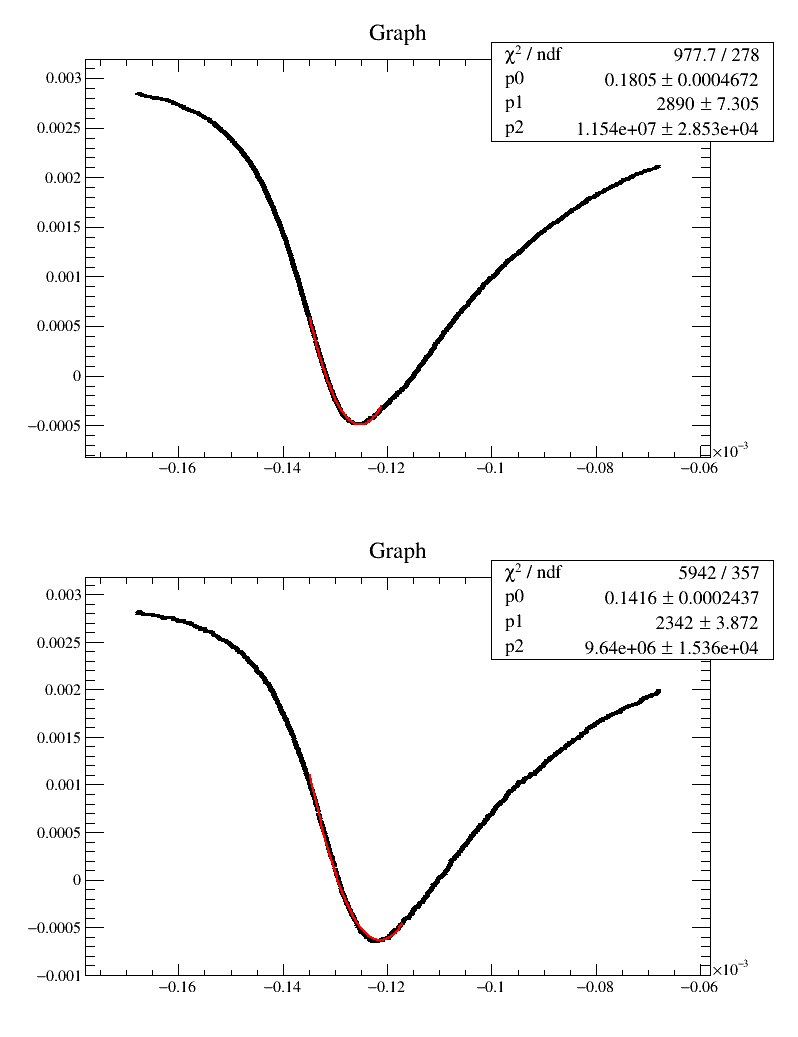 Graph
χ² / ndf 977.7 / 278
p0 0.1805 ± 0.0004672
p1 2890 ± 7.305
p2 1.154e+07 ± 2.853e+04
0.003
0.0025
0.002
0.0015
0.001
0.0005
0
−0.0005
×10⁻³
−0.16 −0.14 −0.12 −0.1 −0.08 −0.06
Graph
χ² / ndf 5942 / 357
p0 0.1416 ± 0.0002437
p1 2342 ± 3.872
p2 9.64e+06 ± 1.536e+04
0.003
0.0025
0.002
0.0015
0.001
0.0005
0
−0.0005
−0.001
×10⁻³
−0.16 −0.14 −0.12 −0.1 −0.08 −0.06